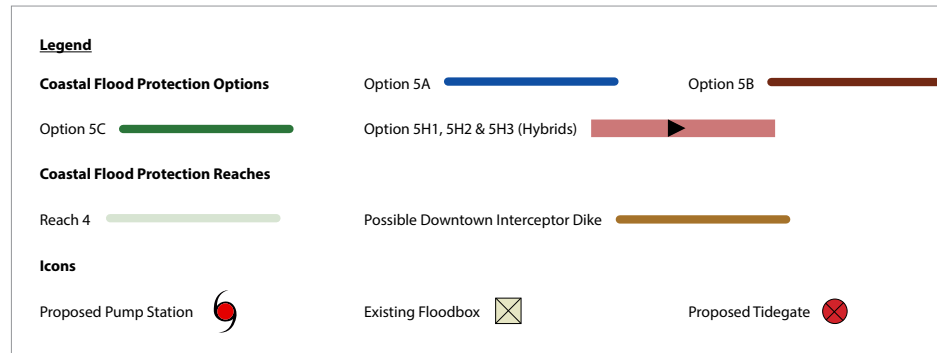 Legend
Coastal Flood Protection Options
Option 5A
Option 5B
Option 5C
Option 5H1, 5H2 & 5H3 (Hybrids)
Coastal Flood Protection Reaches
Reach 4
Possible Downtown Interceptor Dike
Icons
Proposed Pump Station
Existing Floodbox
Proposed Tidegate